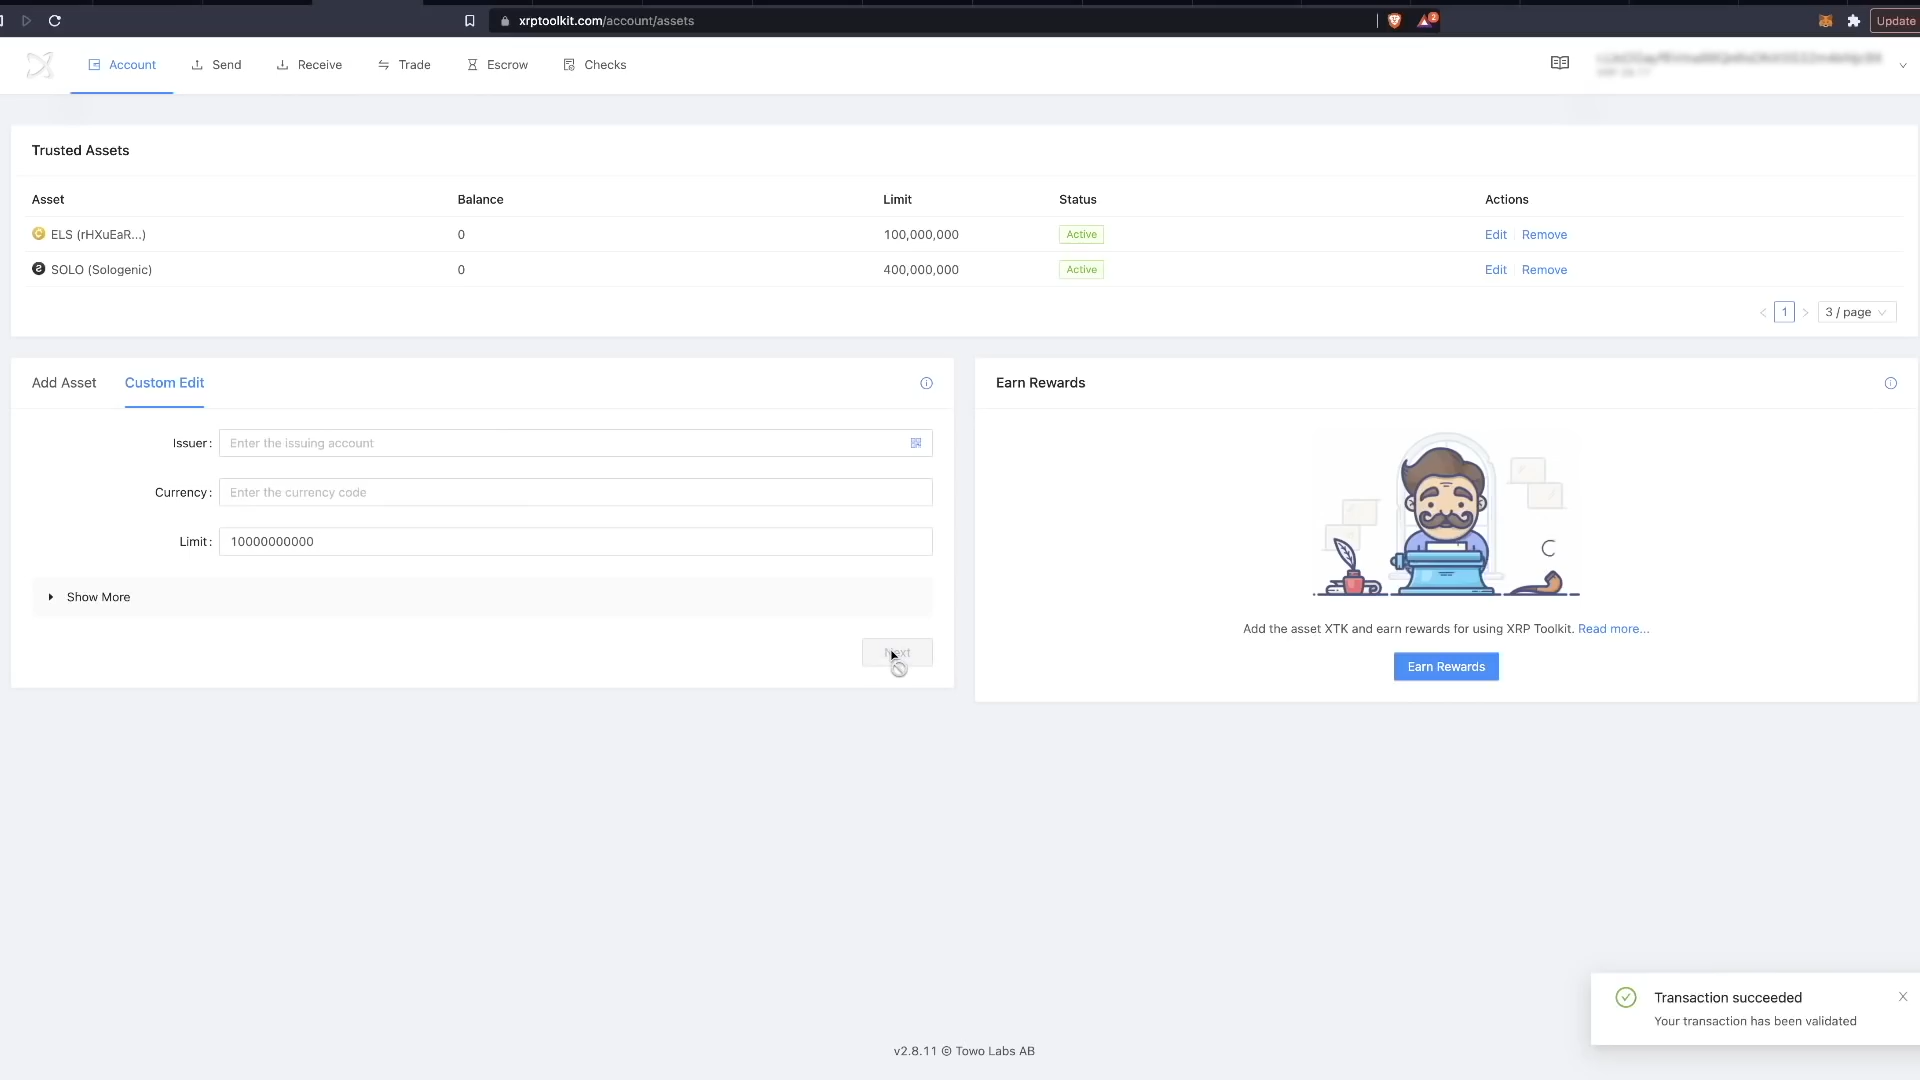 xrptoolkit.com/account/assets
2
Update
Account
Send
Receive
Trade
Escrow
Checks
Trusted Assets
Asset Balance Limit Status Actions
ELS (rHXuEaR...) 0 100,000,000 Active Edit Remove
SOLO (Sologenic) 0 400,000,000 Active Edit Remove
1
3 / page
Add Asset Custom Edit
Issuer: Enter the issuing account
Currency: Enter the currency code
Limit: 10000000000
Show More
Next
Earn Rewards
Add the asset XTK and earn rewards for using XRP Toolkit. Read more...
Earn Rewards
Transaction succeeded
Your transaction has been validated
v2.8.11 © Towo Labs AB